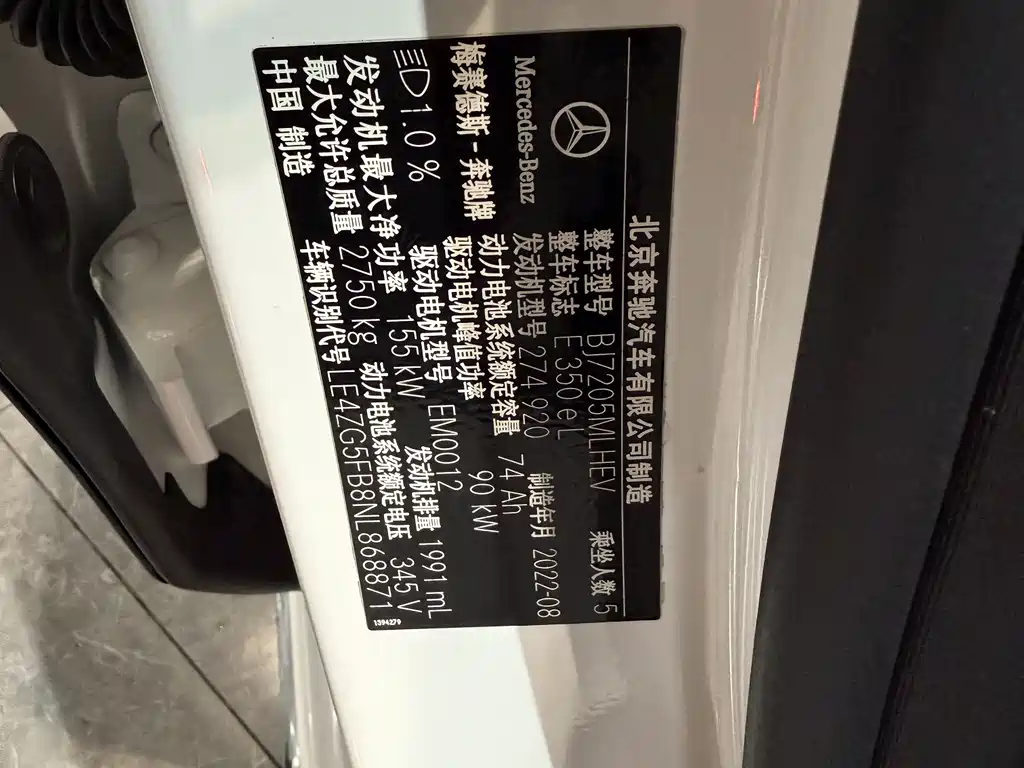 北京奔驰汽车有限公司制造
Mercedes-Benz
梅赛德斯-奔驰牌
整车型号 BJ7205MLHEV 乘坐人数 5
整车标志 E 350 e L
发动机型号 274 920 制造年月 2022-08
动力电池系统额定容量 74 Ah
驱动电机峰值功率 90 kW
1.0 % 驱动电机型号 EM0012 发动机排量 1991 mL
发动机最大净功率 155 kW 动力电池系统额定电压 345 V
最大允许总质量 2750 kg
中国 制造 车辆识别代号 LE4ZG5FB8NL868871
1394279